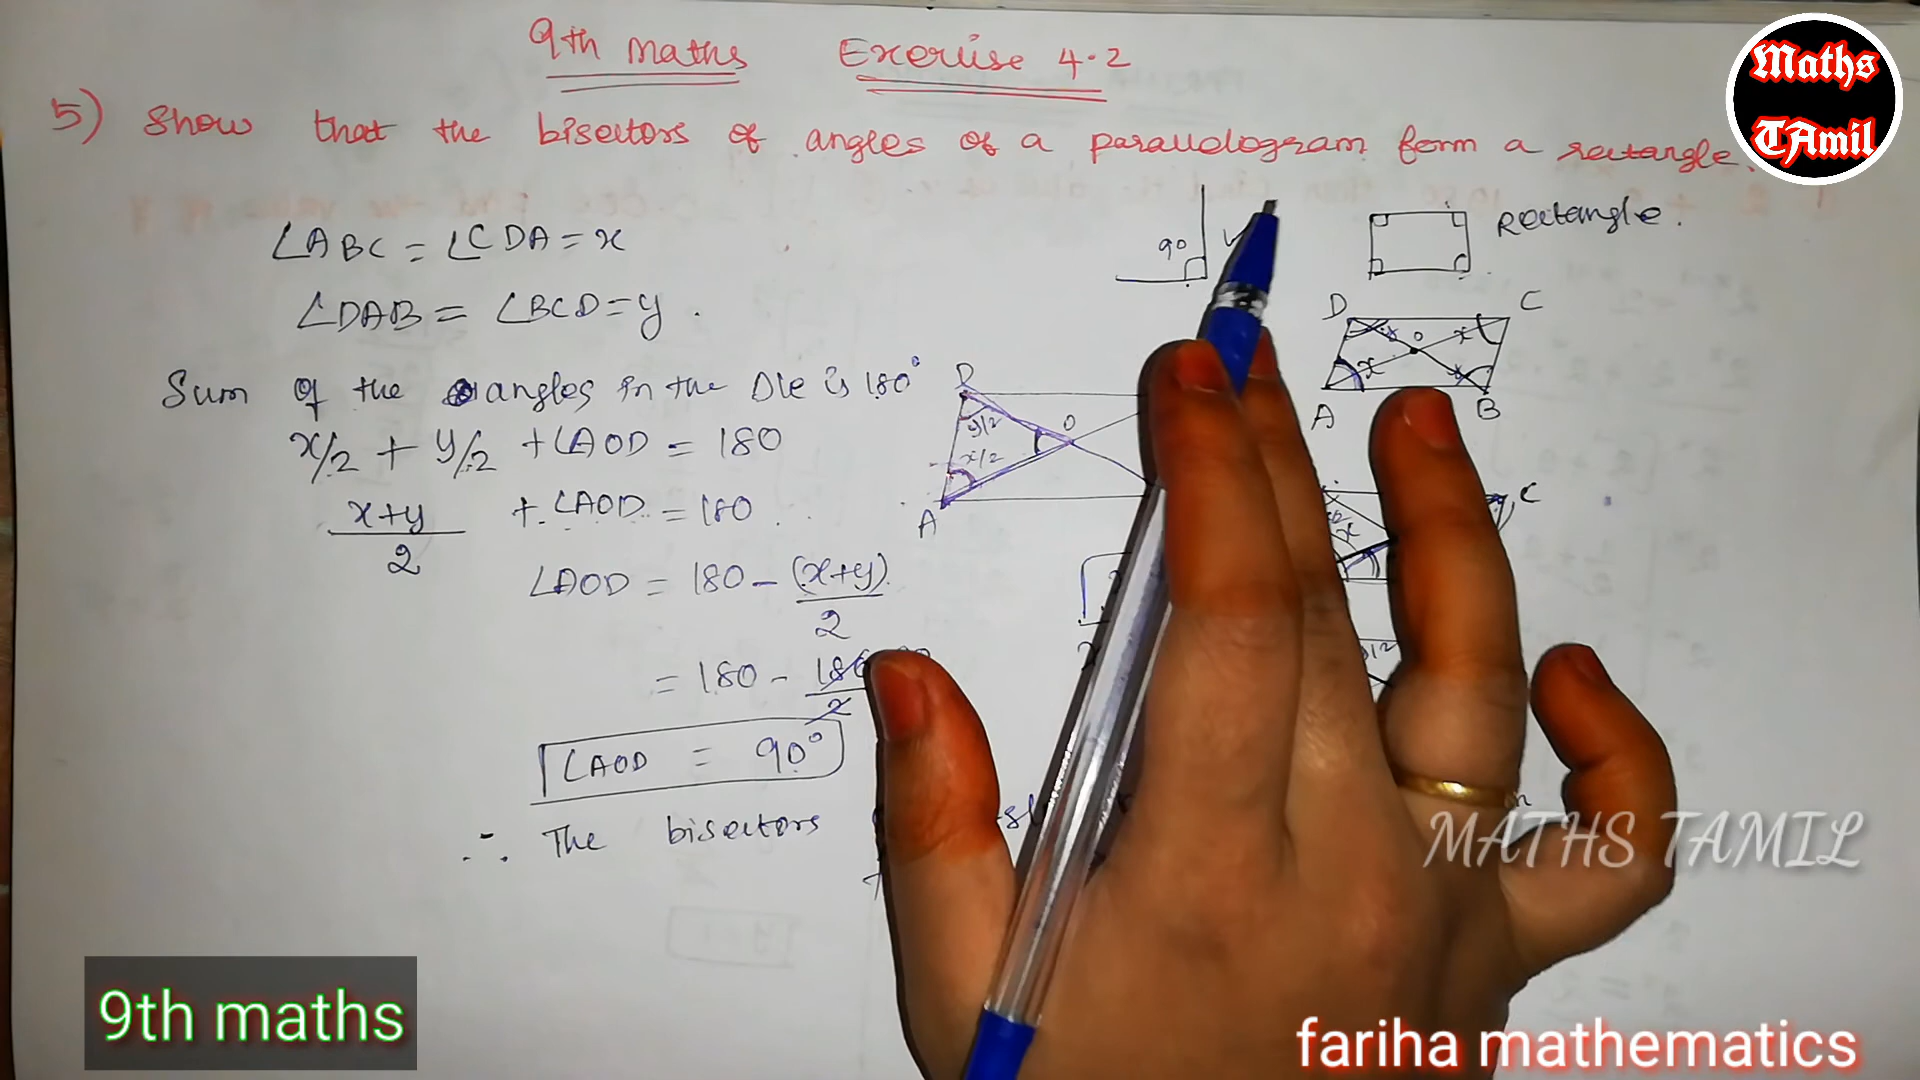 9th maths Exercise 4.2
Maths
TAmil
5) Show that the bisectors of angles of a parallelogram form a rectangle.
∠ABC = ∠CDA = x
90
Rectangle.
∠DAB = ∠BCD = y.
D C
x o x
x
A B
Sum of the angles in the Dle is 180°
D
y/2 O
x/2
A
x/2 + y/2 + ∠AOD = 180
x+y/2 + ∠AOD = 180
C
x
∠AOD = 180 - (x+y)/2
= 180 - 180/2
∠AOD = 90°
∴ The bisectors
MATHS TAMIL
9th maths
fariha mathematics